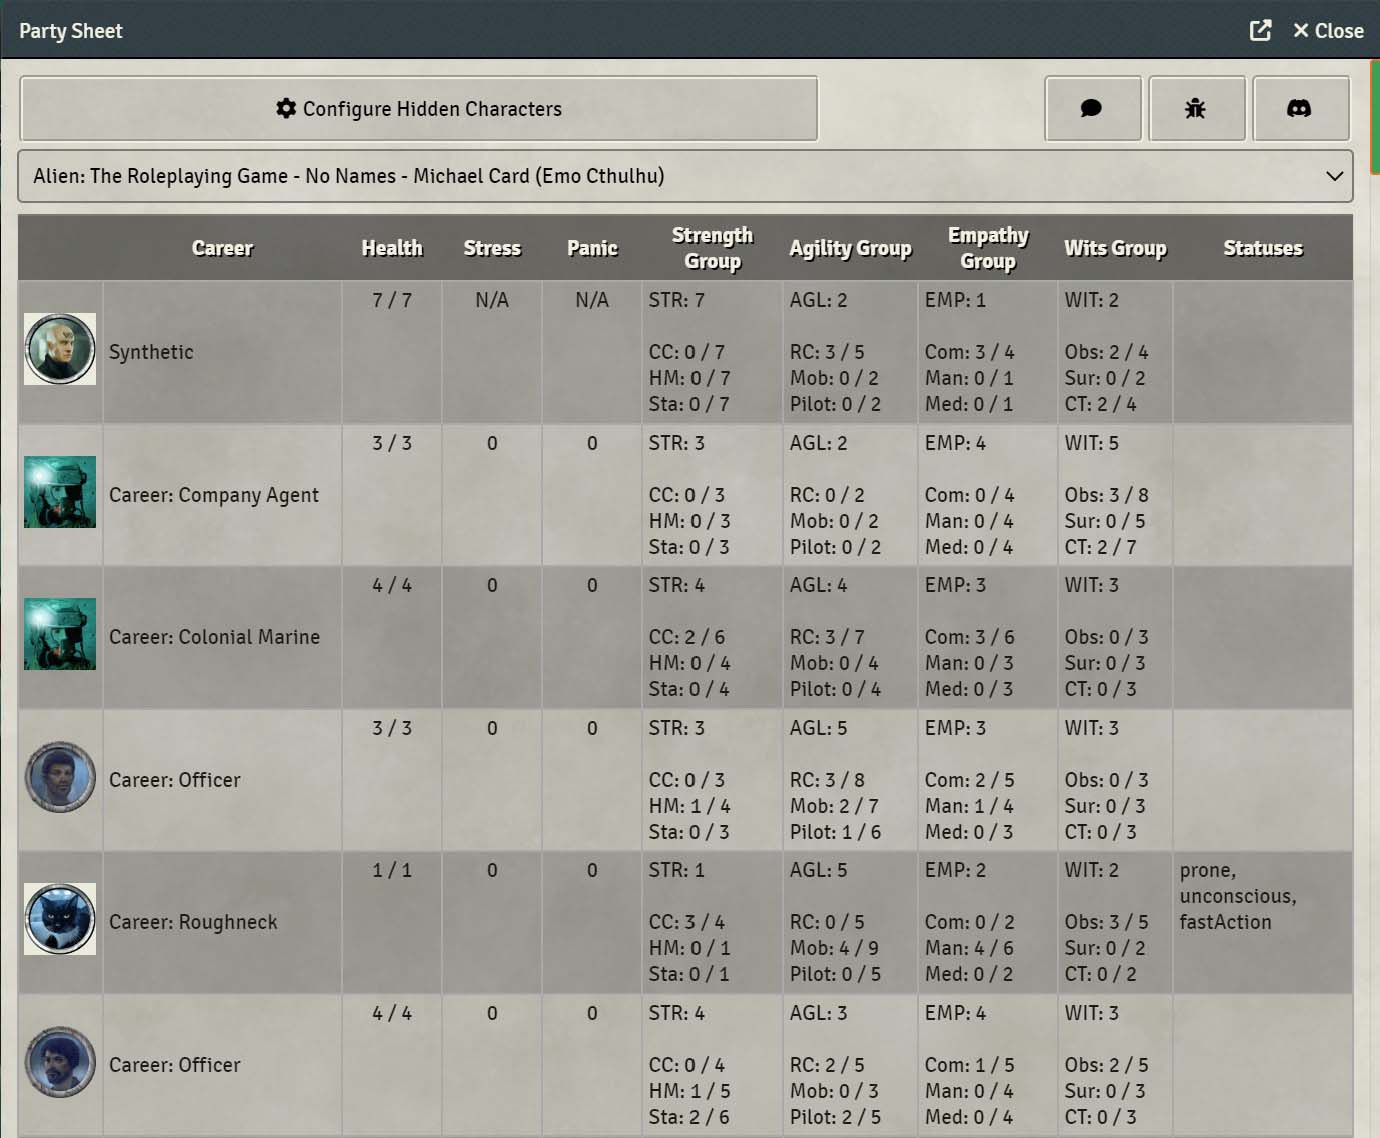 Party Sheet
Close
Configure Hidden Characters
Alien: The Roleplaying Game - No Names - Michael Card (Emo Cthulhu)
Career Health Stress Panic Strength Group Agility Group Empathy Group Wits Group Statuses
7 / 7 N/A N/A STR: 7 AGL: 2 EMP: 1 WIT: 2
Synthetic CC: 0 / 7 RC: 3 / 5 Com: 3 / 4 Obs: 2 / 4
HM: 0 / 7 Mob: 0 / 2 Man: 0 / 1 Sur: 0 / 2
Sta: 0 / 7 Pilot: 0 / 2 Med: 0 / 1 CT: 2 / 4
3 / 3 0 0 STR: 3 AGL: 2 EMP: 4 WIT: 5
Career: Company Agent CC: 0 / 3 RC: 0 / 2 Com: 0 / 4 Obs: 3 / 8
HM: 0 / 3 Mob: 0 / 2 Man: 0 / 4 Sur: 0 / 5
Sta: 0 / 3 Pilot: 0 / 2 Med: 0 / 4 CT: 2 / 7
4 / 4 0 0 STR: 4 AGL: 4 EMP: 3 WIT: 3
Career: Colonial Marine CC: 2 / 6 RC: 3 / 7 Com: 3 / 6 Obs: 0 / 3
HM: 0 / 4 Mob: 0 / 4 Man: 0 / 3 Sur: 0 / 3
Sta: 0 / 4 Pilot: 0 / 4 Med: 0 / 3 CT: 0 / 3
3 / 3 0 0 STR: 3 AGL: 5 EMP: 3 WIT: 3
Career: Officer CC: 0 / 3 RC: 3 / 8 Com: 2 / 5 Obs: 0 / 3
HM: 1 / 4 Mob: 2 / 7 Man: 1 / 4 Sur: 0 / 3
Sta: 0 / 3 Pilot: 1 / 6 Med: 0 / 3 CT: 0 / 3
1 / 1 0 0 STR: 1 AGL: 5 EMP: 2 WIT: 2 prone,
unconscious,
Career: Roughneck CC: 3 / 4 RC: 0 / 5 Com: 0 / 2 Obs: 3 / 5 fastAction
HM: 0 / 1 Mob: 4 / 9 Man: 4 / 6 Sur: 0 / 2
Sta: 0 / 1 Pilot: 0 / 5 Med: 0 / 2 CT: 0 / 2
4 / 4 0 0 STR: 4 AGL: 3 EMP: 4 WIT: 3
Career: Officer CC: 0 / 4 RC: 2 / 5 Com: 1 / 5 Obs: 2 / 5
HM: 1 / 5 Mob: 0 / 3 Man: 0 / 4 Sur: 0 / 3
Sta: 2 / 6 Pilot: 2 / 5 Med: 0 / 4 CT: 0 / 3